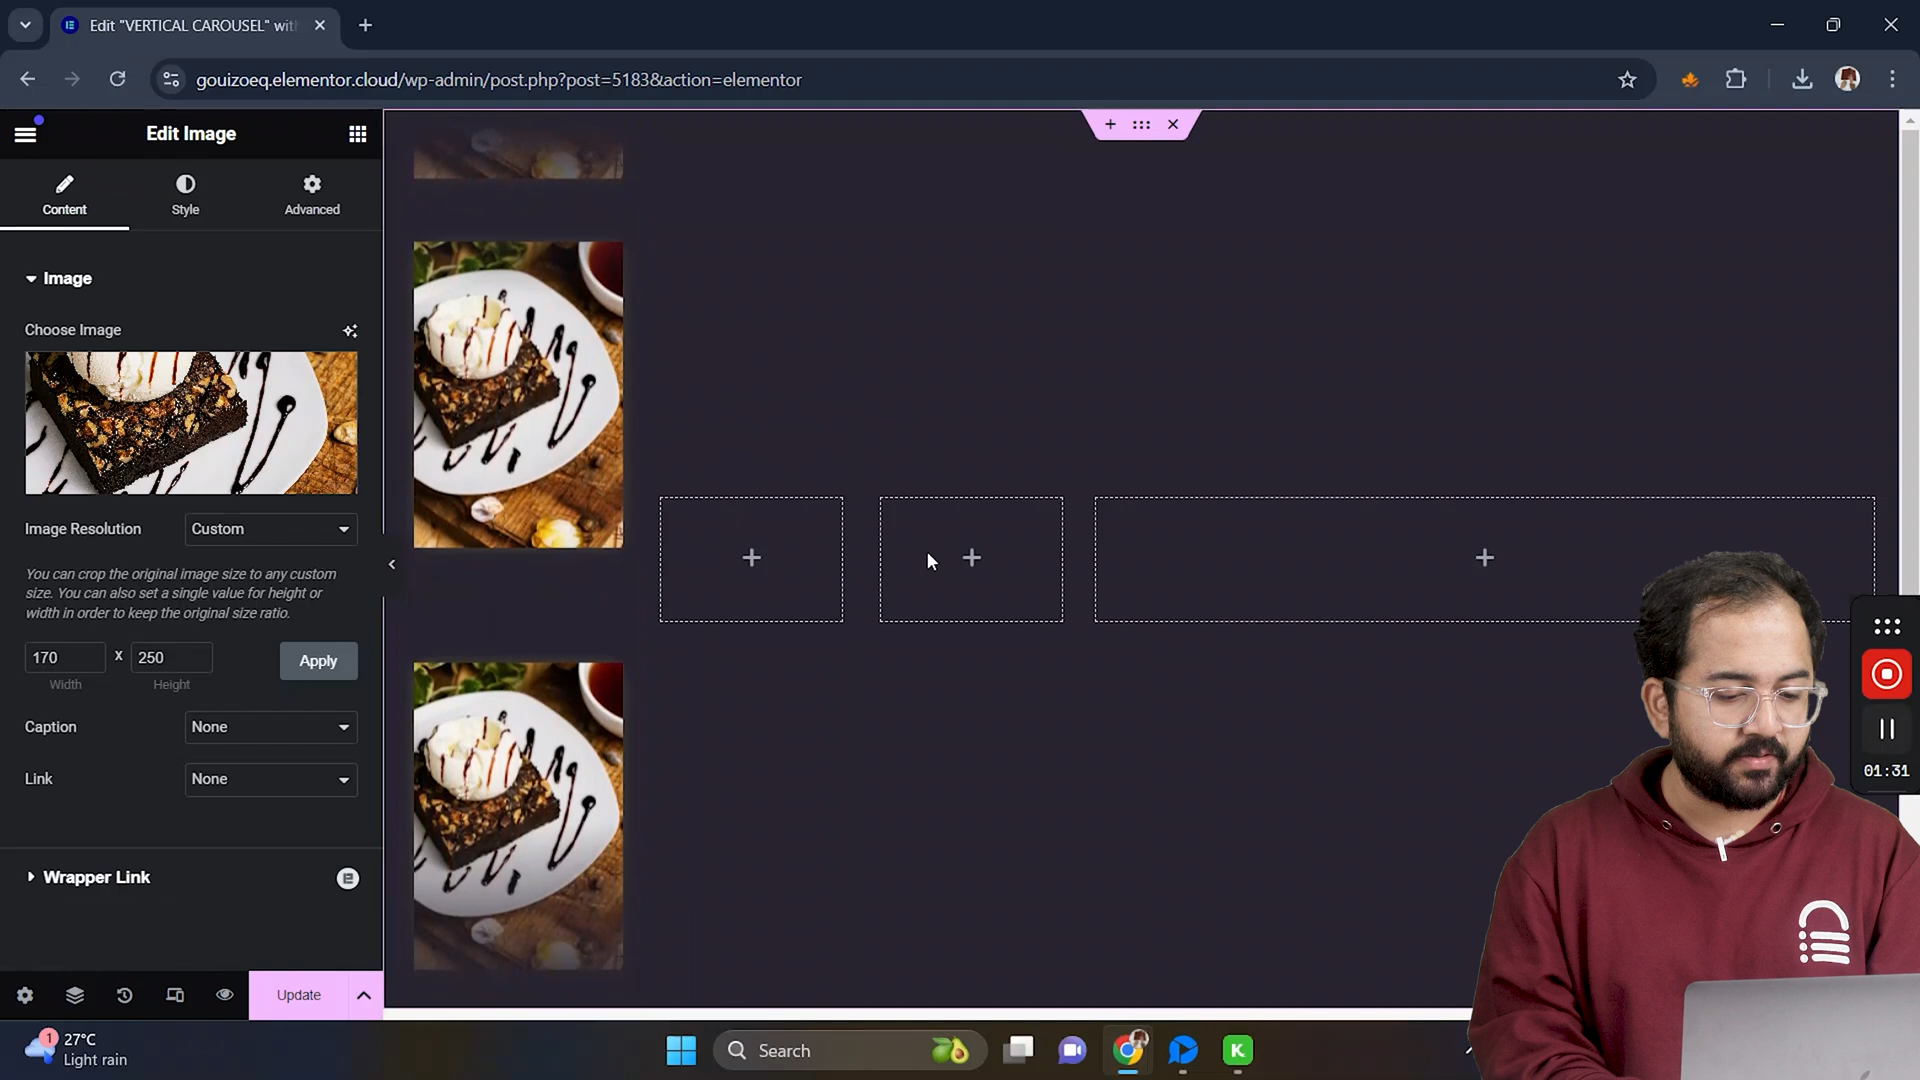 Edit "VERTICAL CAROUSEL" wit
gouizoeq.elementor.cloud/wp-admin/post.php?post=5183&action=elementor
Edit Image
Content
Style
Advanced
Image
Choose Image
Image Resolution
Custom
You can crop the original image size to any custom
size. You can also set a single value for height or
width in order to keep the original size ratio.
170
x
250
Apply
Width
Height
Caption
None
Link
None
Wrapper Link
Update
01:31
1
27°C
Light rain
Search
K